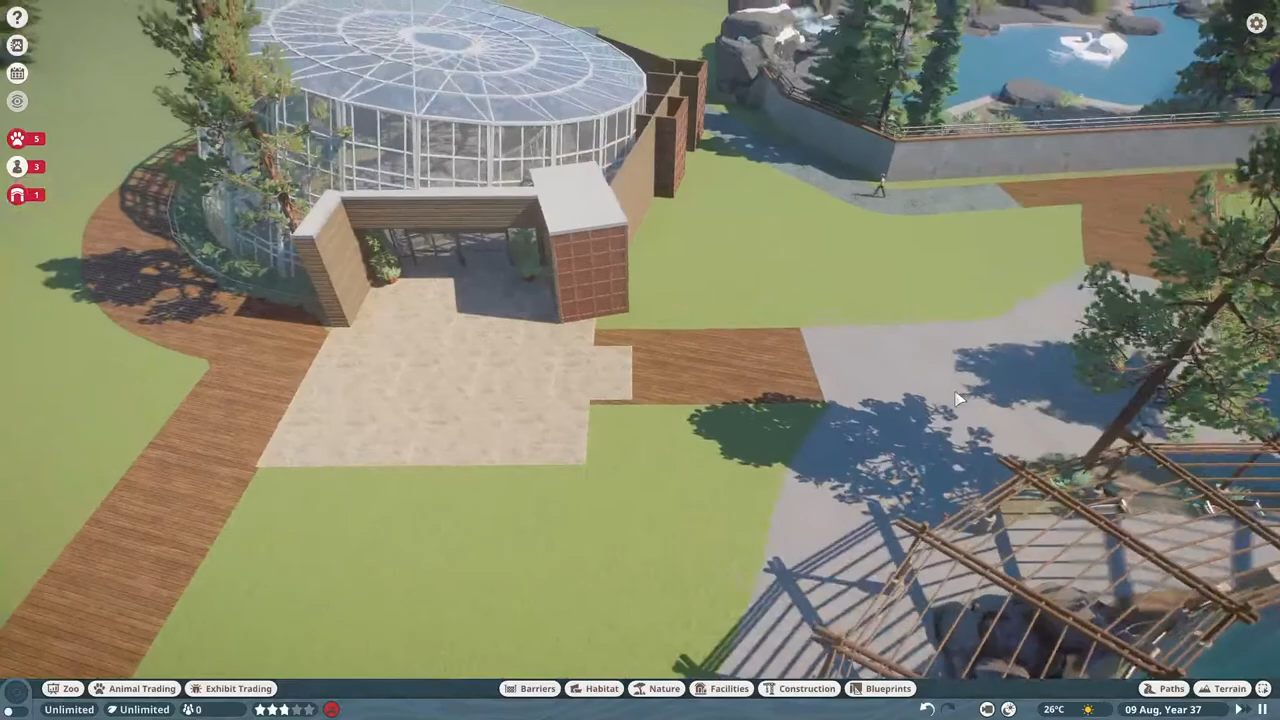 ?
5
3
1
Zoo Animal Trading Exhibit Trading Barriers Habitat Nature Facilities Construction Blueprints Paths Terrain
Unlimited Unlimited 0 26°C 09 Aug, Year 37